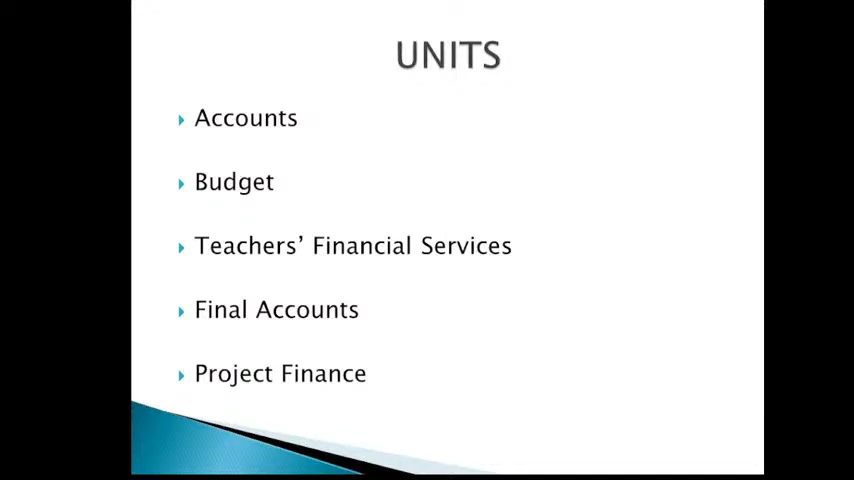 UNITS
Accounts
Budget
Teachers’ Financial Services
Final Accounts
Project Finance